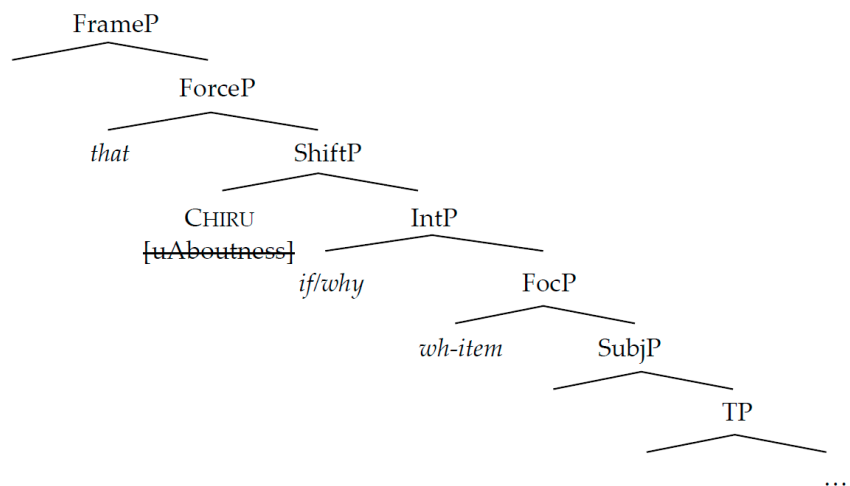 FrameP
ForceP
that
ShiftP
CHIRU
IntP
[uAboutness]
if/why
FocP
wh-item
SubjP
TP
…